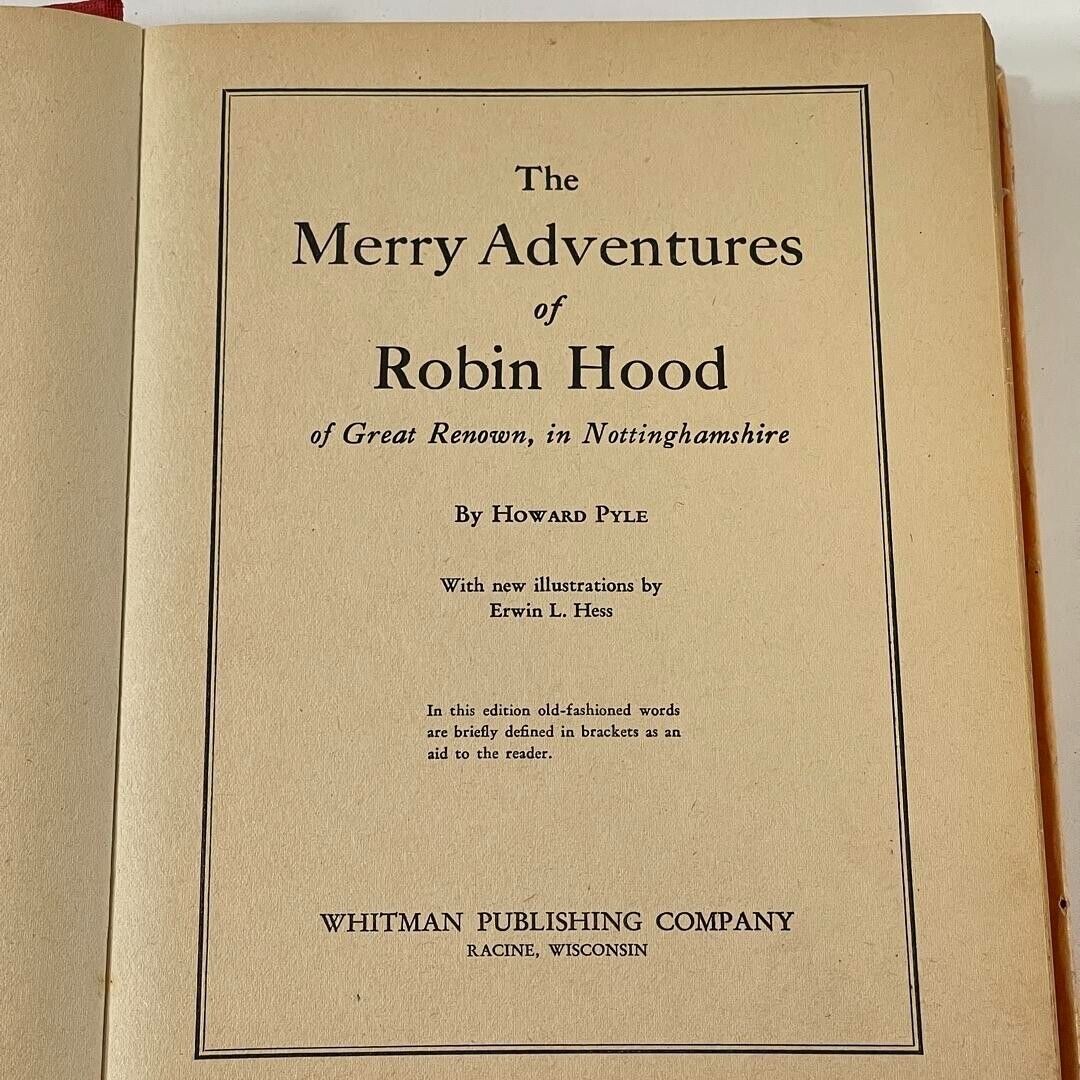 The
Merry Adventures
of
Robin Hood
of Great Renown, in Nottinghamshire
By Howard Pyle
With new illustrations by
Erwin L. Hess
In this edition old-fashioned words
are briefly defined in brackets as an
aid to the reader.
WHITMAN PUBLISHING COMPANY
RACINE, WISCONSIN